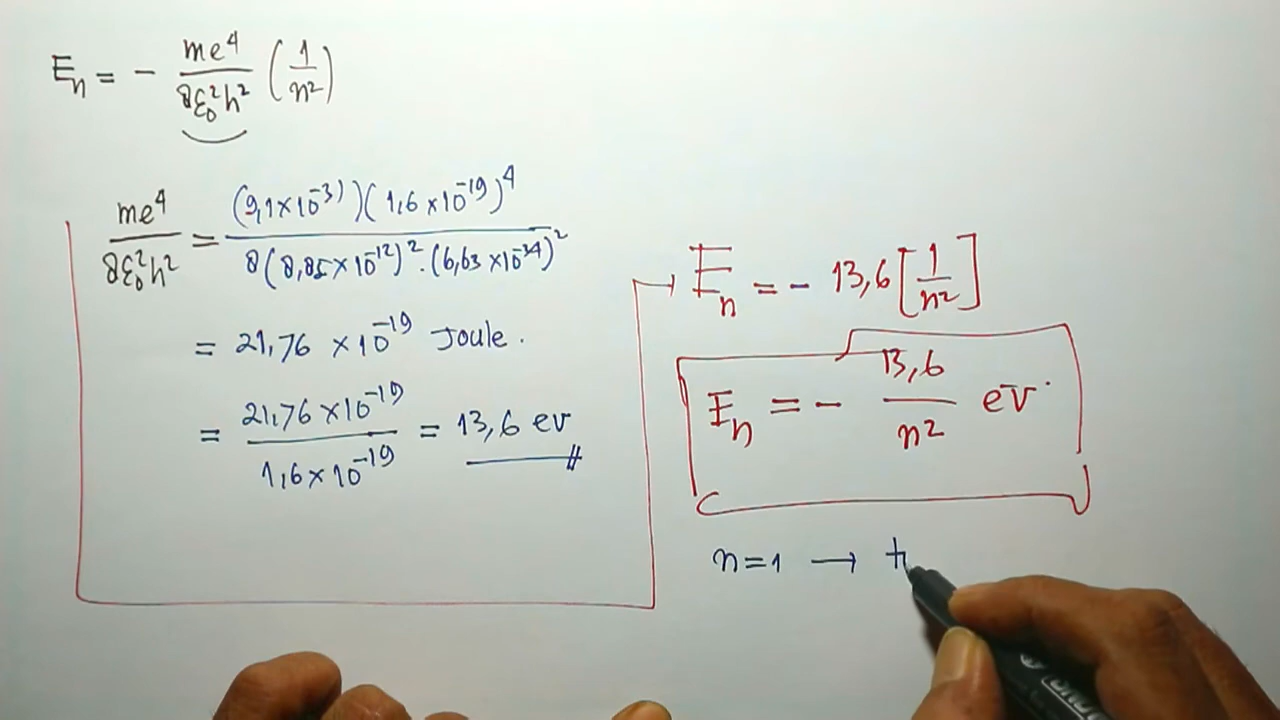 Eₙ = - me⁴/8ε₀²h² (1/n²)
me⁴/8ε₀²h² = (9,1×10⁻³¹)(1,6×10⁻¹⁹)⁴ / 8(8,85×10⁻¹²)².(6,63×10⁻³⁴)²
= 21,76 ×10⁻¹⁹ Joule.
= 21,76×10⁻¹⁹ / 1,6×10⁻¹⁹ = 13,6 ev
Eₙ = - 13,6 [1/n²]
Eₙ = - 13,6/n² ev.
n=1 →